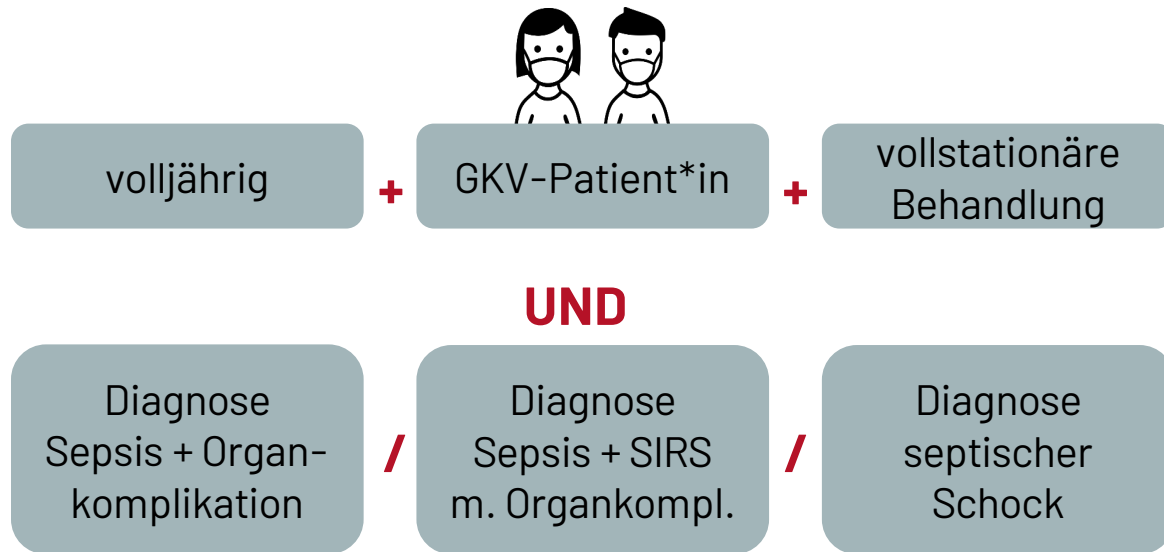 volljährig + GKV-Patient*in + vollstationäre
Behandlung
UND
Diagnose
Sepsis + Organ-
komplikation
/
Diagnose
Sepsis + SIRS
m. Organkompl.
/
Diagnose
septischer
Schock